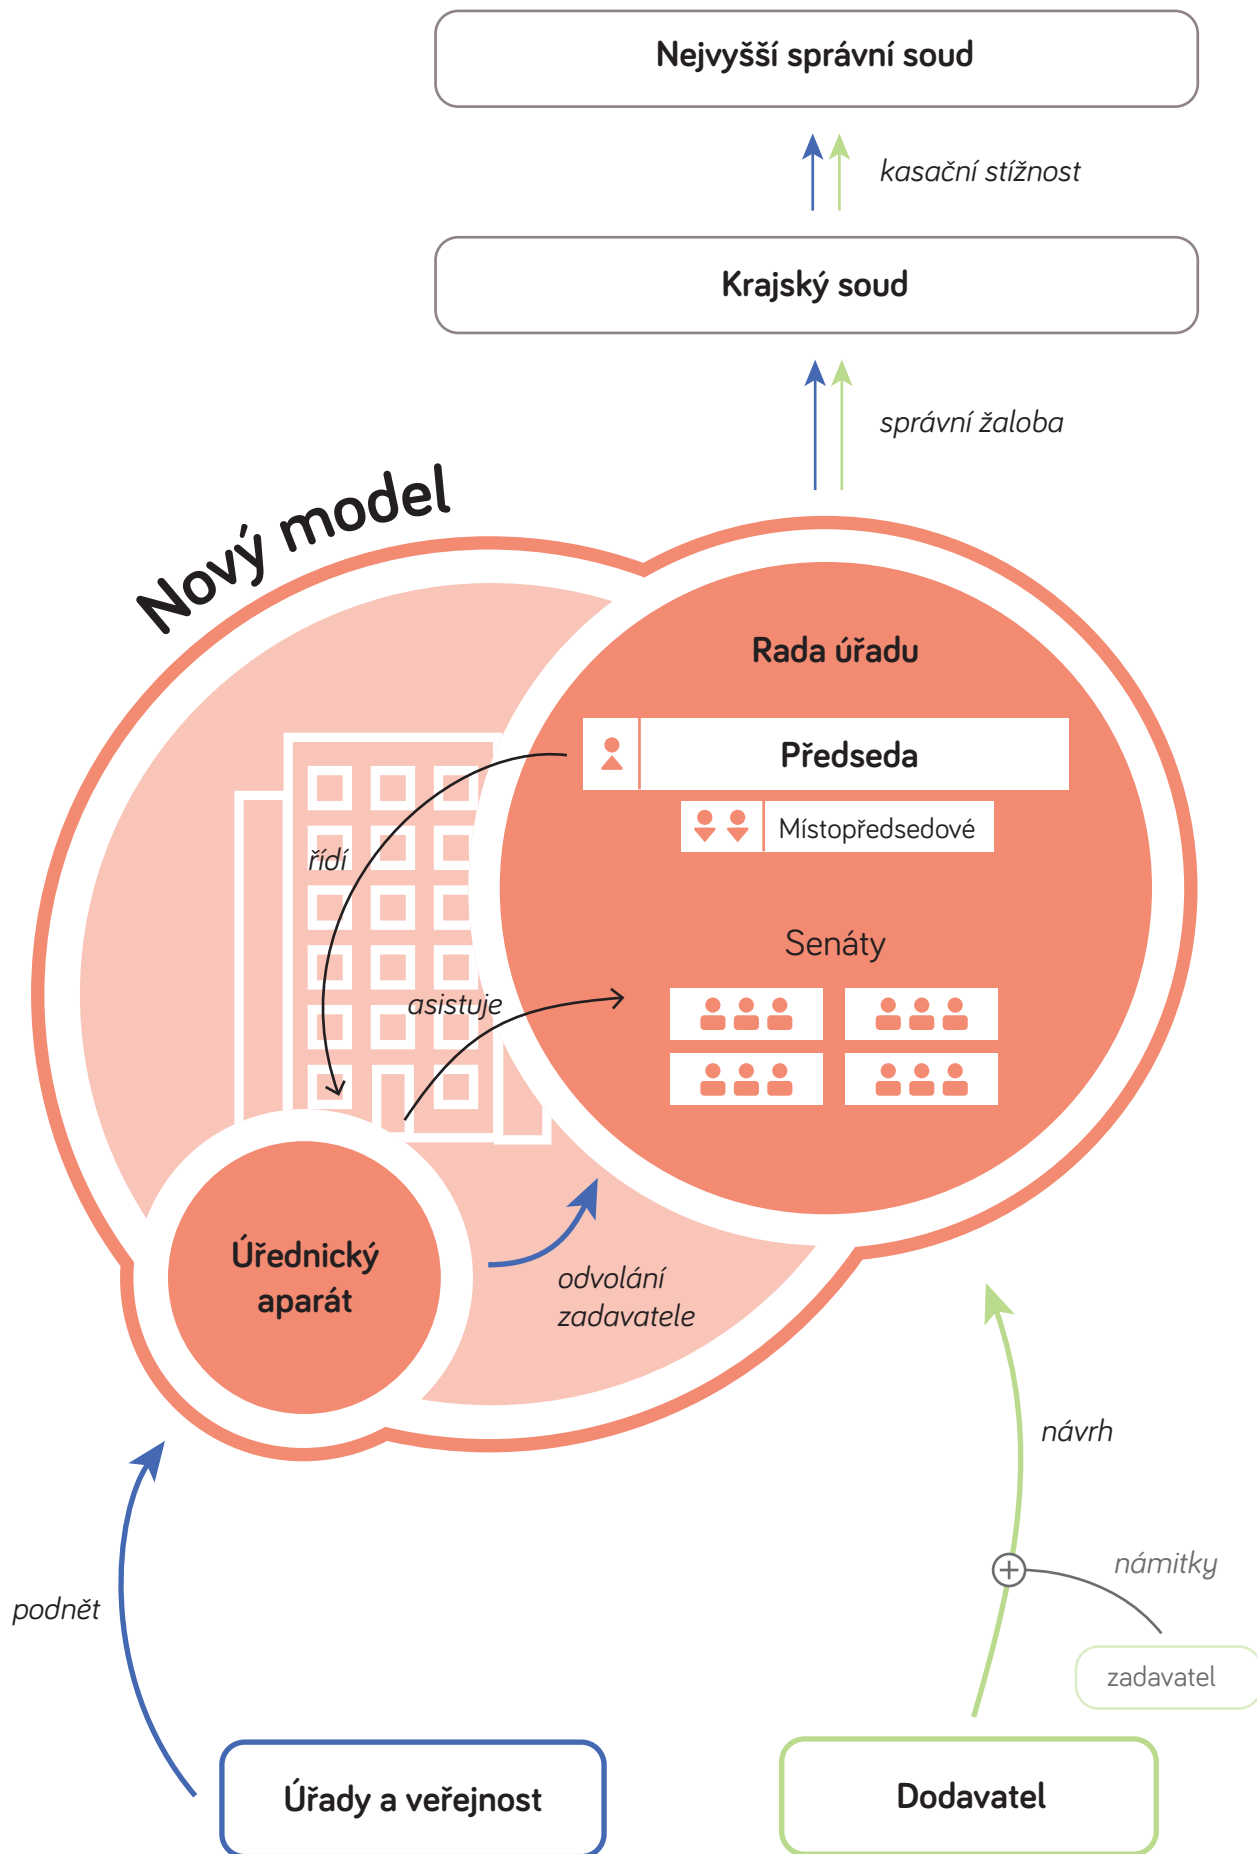 Nejvyšší správní soud
kasační stížnost
Krajský soud
správní žaloba
Nový model
Rada úřadu
Předseda
Místopředsedové
řídí
Senáty
asistuje
Úřednický
aparát
odvolání
zadavatele
návrh
námitky
podnět
zadavatel
Úřady a veřejnost
Dodavatel